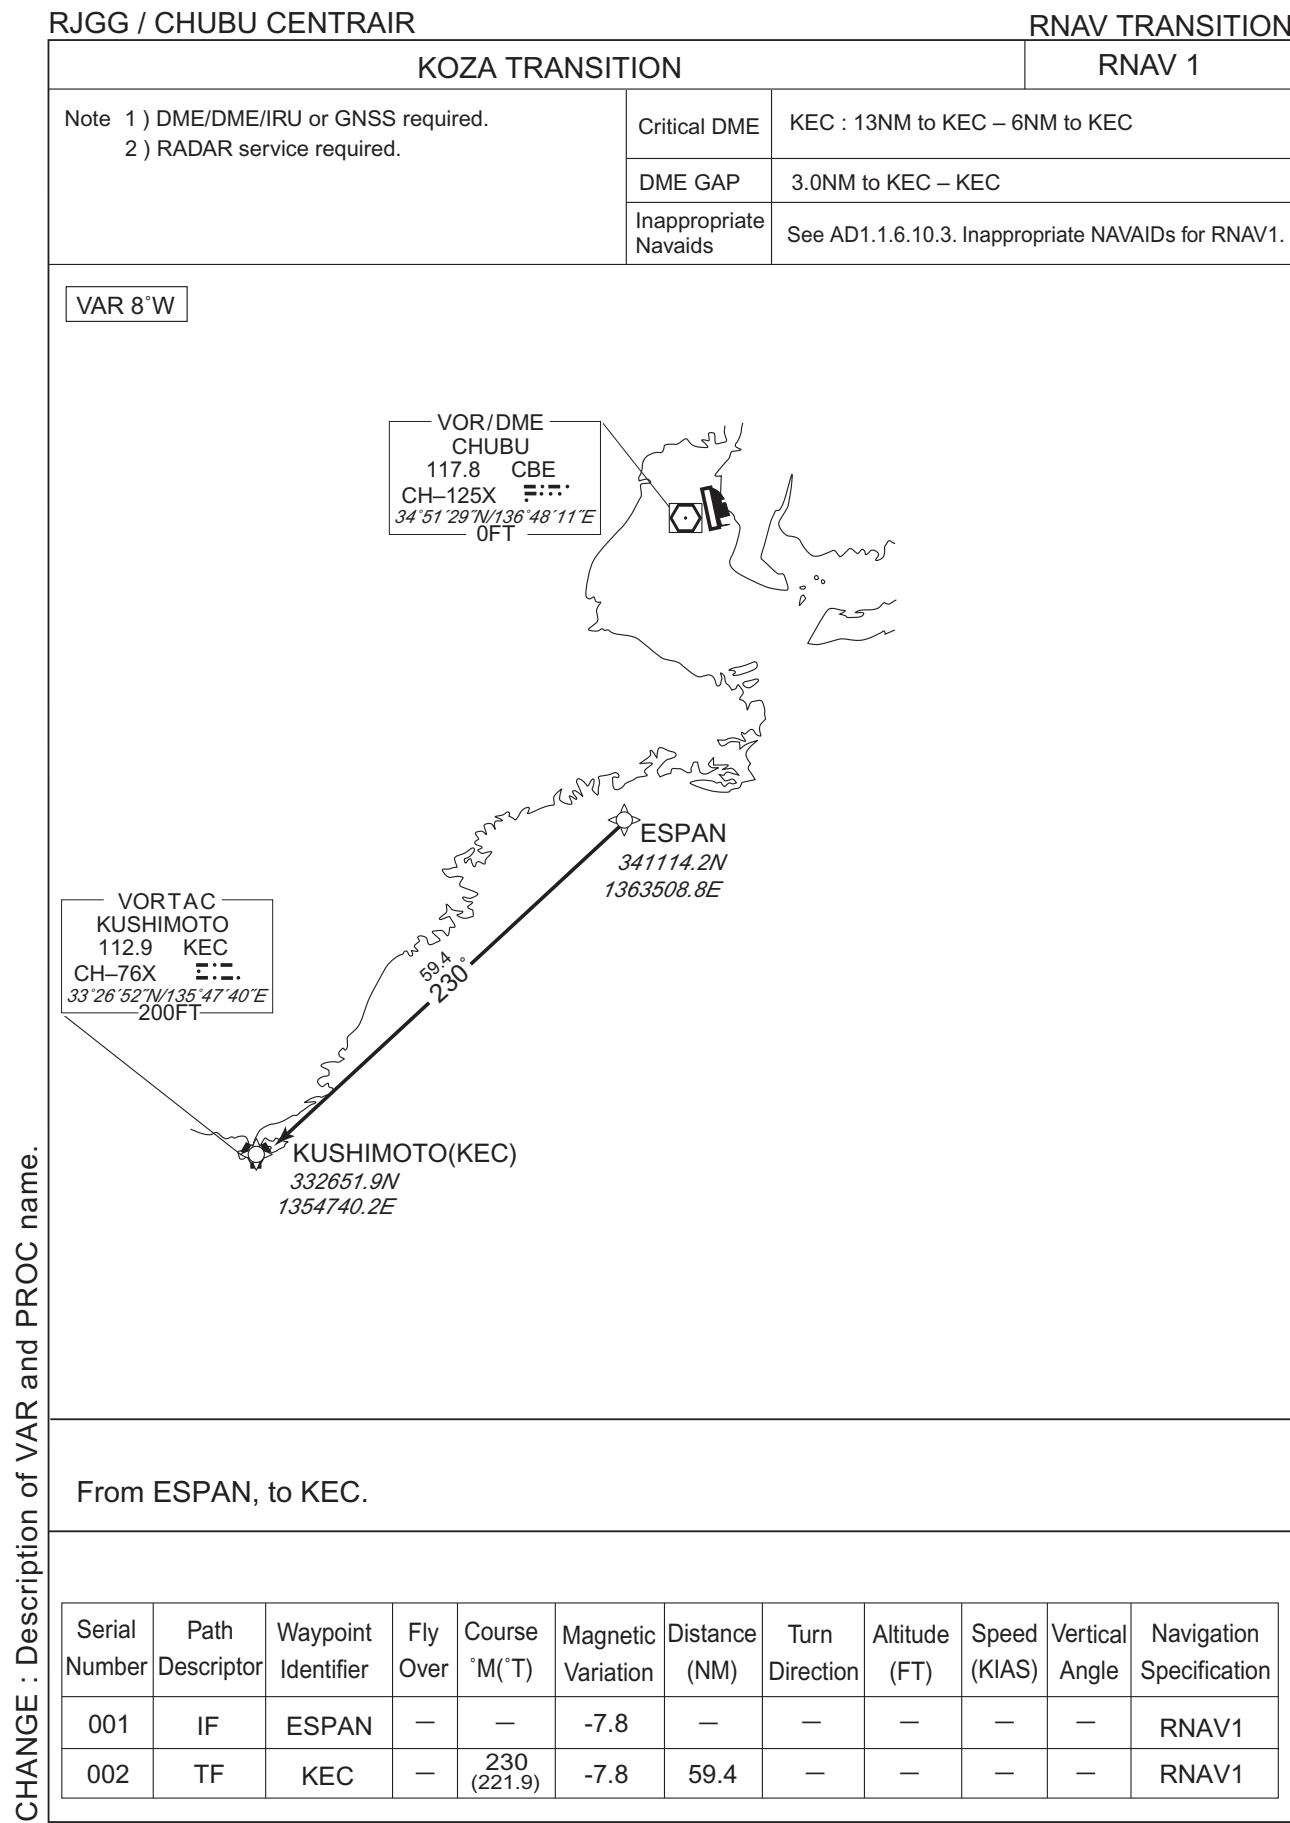 RJGG / CHUBU CENTRAIR
RNAV TRANSITION
KOZA TRANSITION
RNAV 1
Note 1 ) DME/DME/IRU or GNSS required.
2 ) RADAR service required.
Critical DME
KEC : 13NM to KEC – 6NM to KEC
DME GAP
3.0NM to KEC – KEC
Inappropriate
Navaids
See AD1.1.6.10.3. Inappropriate NAVAIDs for RNAV1.
VAR 8˚W
VOR/DME
CHUBU
117.8 CBE
CH–125X
34˚51´29˝N/136˚48´11˝E
0FT
ESPAN
341114.2N
1363508.8E
VORTAC
KUSHIMOTO
112.9 KEC
CH–76X
33˚26´52˝N/135˚47´40˝E
200FT
59.4
230˚
KUSHIMOTO(KEC)
332651.9N
1354740.2E
CHANGE : Description of VAR and PROC name.
From ESPAN, to KEC.
Serial Number Path Descriptor Waypoint Identifier Fly Over Course ˚M(˚T) Magnetic Variation Distance (NM) Turn Direction Altitude (FT) Speed (KIAS) Vertical Angle Navigation Specification
001 IF ESPAN – – -7.8 – – – – – RNAV1
002 TF KEC – 230 (221.9) -7.8 59.4 – – – – RNAV1